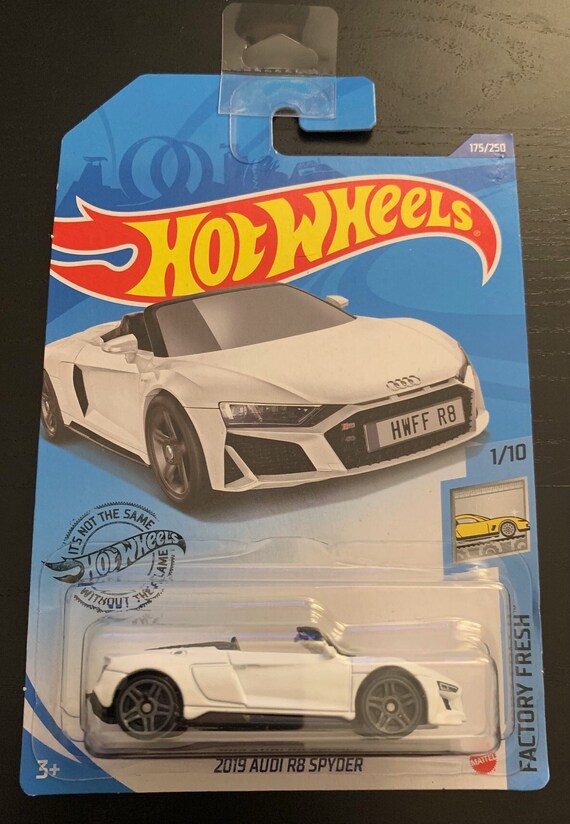 175/250
HOT WHEELS
HWFF R8
1/10
IT'S NOT THE SAME
HOT WHEELS
WITHOUT THE FLAME
FACTORY FRESH™
2019 AUDI R8 SPYDER
3+
MATTEL